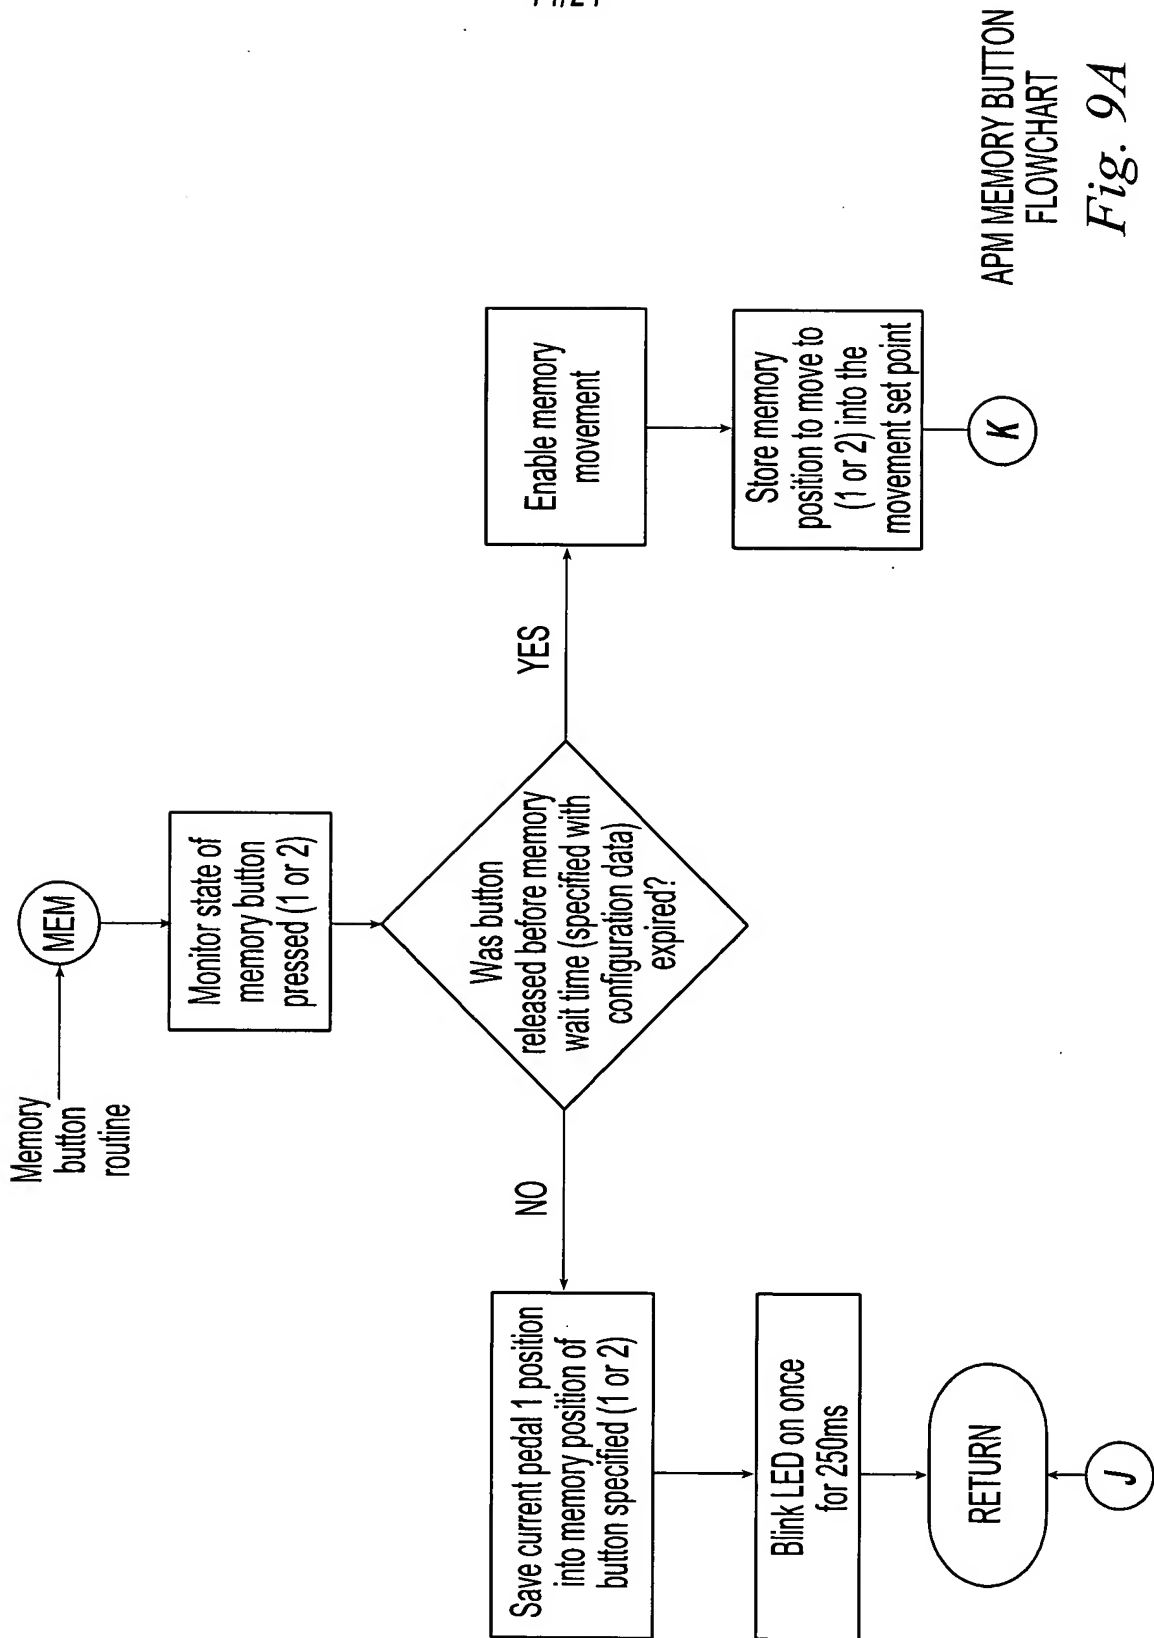 Memory
button
routine
MEM
Monitor state of
memory button
pressed (1 or 2)
Was button
released before memory
wait time (specified with
configuration data)
expired?
NO
YES
Save current pedal 1 position
into memory position of
button specified (1 or 2)
Blink LED on once
for 250ms
RETURN
J
Enable memory
movement
Store memory
position to move to
(1 or 2) into the
movement set point
K
APM MEMORY BUTTON
FLOWCHART
Fig. 9A